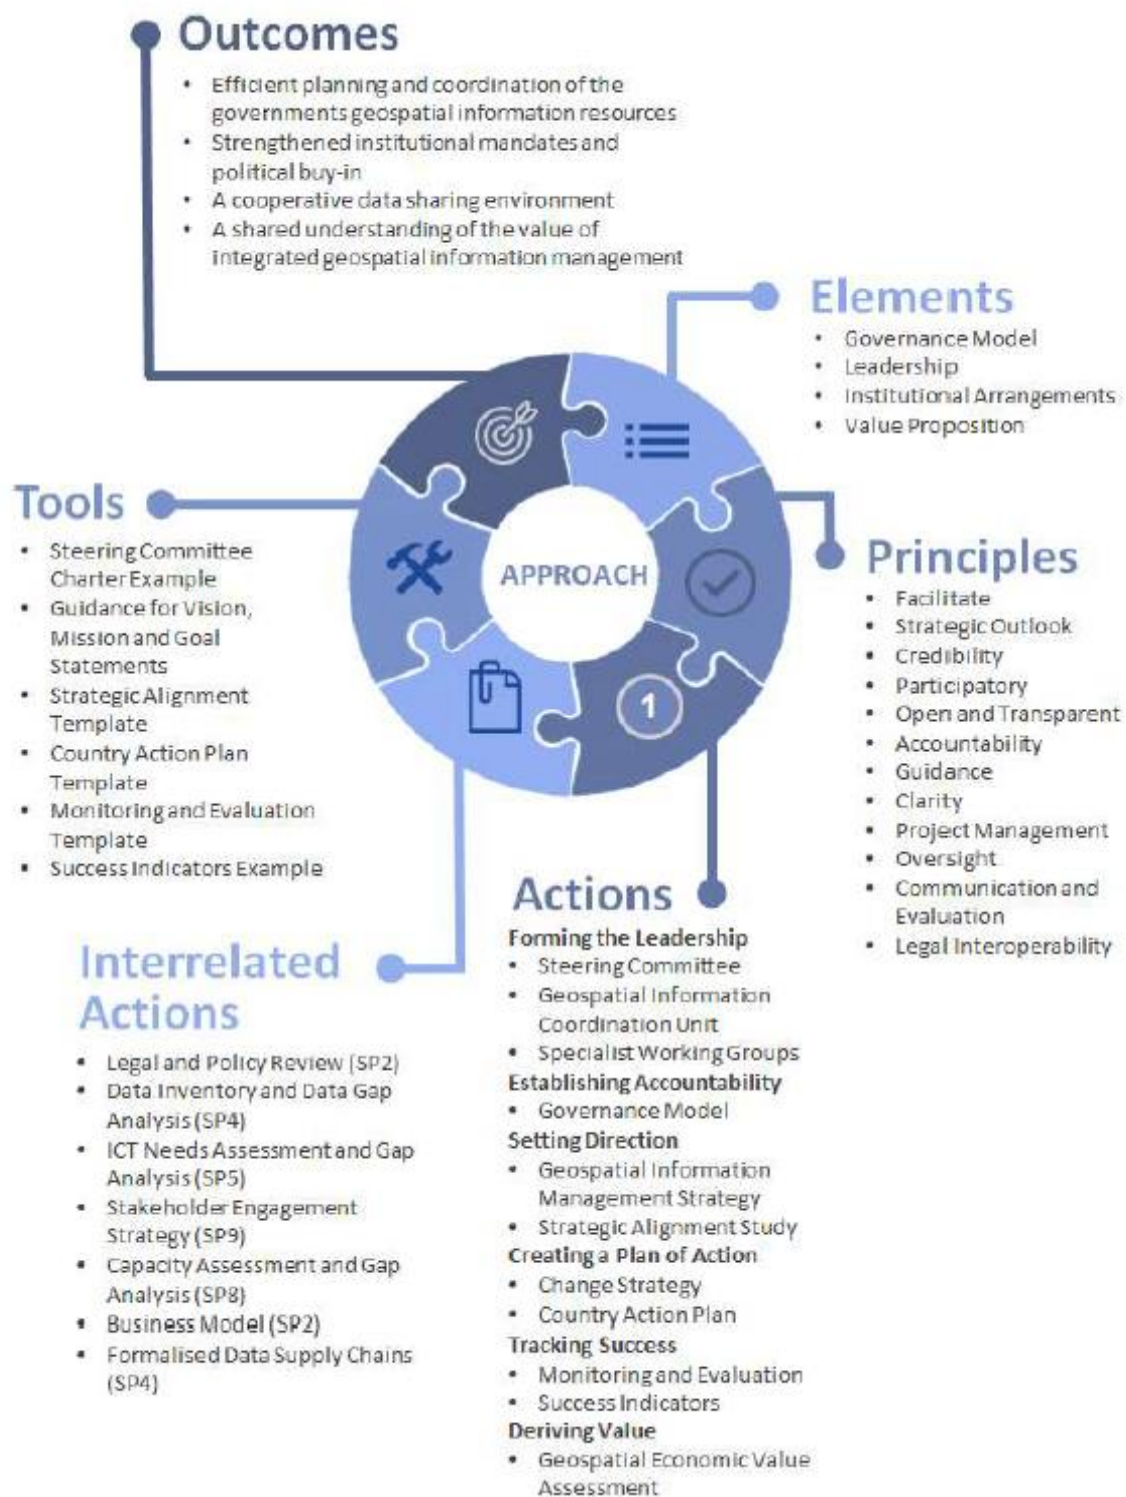 Outcomes
• Efficient planning and coordination of the
governments geospatial information resources
• Strengthened institutional mandates and
political buy-in
• A cooperative data sharing environment
• A shared understanding of the value of
integrated geospatial information management
Elements
• Governance Model
• Leadership
• Institutional Arrangements
• Value Proposition
Tools
• Steering Committee
Charter Example
• Guidance for Vision,
Mission and Goal
Statements
• Strategic Alignment
Template
• Country Action Plan
Template
• Monitoring and Evaluation
Template
• Success Indicators Example
APPROACH
1
Principles
• Facilitate
• Strategic Outlook
• Credibility
• Participatory
• Open and Transparent
• Accountability
• Guidance
• Clarity
• Project Management
• Oversight
• Communication and
Evaluation
• Legal Interoperability
Interrelated
Actions
• Legal and Policy Review (SP2)
• Data Inventory and Data Gap
Analysis (SP4)
• ICT Needs Assessment and Gap
Analysis (SP5)
• Stakeholder Engagement
Strategy (SP9)
• Capacity Assessment and Gap
Analysis (SP8)
• Business Model (SP2)
• Formalised Data Supply Chains
(SP4)
Actions
Forming the Leadership
• Steering Committee
• Geospatial Information
Coordination Unit
• Specialist Working Groups
Establishing Accountability
• Governance Model
Setting Direction
• Geospatial Information
Management Strategy
• Strategic Alignment Study
Creating a Plan of Action
• Change Strategy
• Country Action Plan
Tracking Success
• Monitoring and Evaluation
• Success Indicators
Deriving Value
• Geospatial Economic Value
Assessment